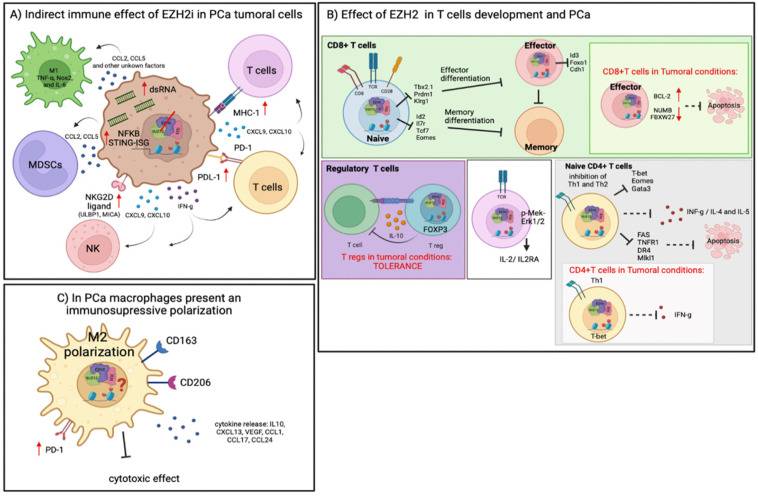 A) Indirect immune effect of EZH2i in PCa tumoral cells
M1
TNF-α, Nos2,
and IL-6
CCL2, CCL5
and other unkown factors
T cells
dsRNA
MHC-1
NFKB
STING-ISG
CXCL9, CXCL10
CCL2, CCL5
MDSCs
PD-1
PDL-1
T cells
NKG2D
ligand
(ULBP1, MICA)
IFN-g
CXCL9, CXCL10
NK
B) Effect of EZH2 in T cells development and PCa
CD8+ T cells
TCR
CD8
CD28
Naive
Effector
differentiation
Tbx2.1
Prdm1
Klrg1
Id2
Il7r
Tcf7
Eomes
Memory
differentiation
Effector
Id3
Foxo1
Cdh1
Memory
CD8+T cells in Tumoral conditions:
Effector
BCL-2
NUMB
FBXW27
Apoptosis
Regulatory T cells
IL-10
FOXP3
T cell
T reg
T regs in tumoral conditions:
TOLERANCE
TCR
p-Mek-
Erk1/2
IL-2/ IL2RA
Naive CD4+ T cells
inhibition of
Th1 and Th2
T-bet
Eomes
Gata3
INF-g / IL-4 and IL-5
FAS
TNFR1
DR4
Mlkl1
Apoptosis
CD4+T cells in Tumoral conditions:
Th1
T-bet
IFN-g
C) In PCa macrophages present an
immunosupressive polarization
M2
polarization
?
CD163
CD206
cytokine release: IL10,
CXCL13, VEGF, CCL1,
CCL17, CCL24
PD-1
cytotoxic effect